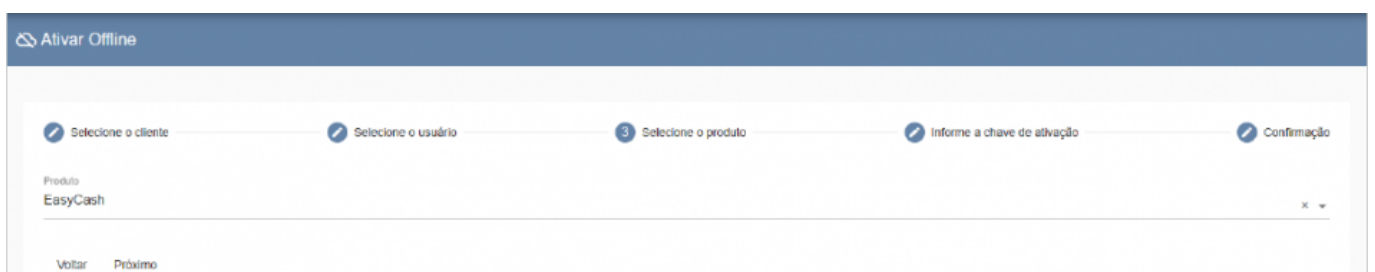 Ativar Offline
Selecione o cliente
Selecione o usuário
3 Selecione o produto
Informe a chave de ativação
Confirmação
Produto
EasyCash
Voltar Próximo